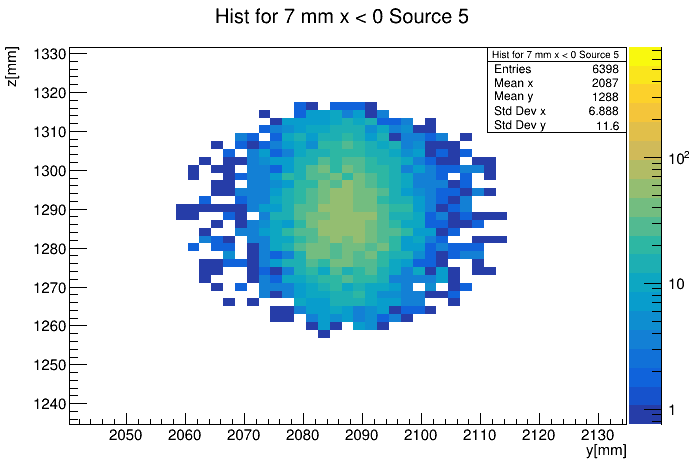 Hist for 7 mm x < 0 Source 5
z[mm]
1330
1320
1310
1300
1290
1280
1270
1260
1250
1240
Hist for 7 mm x < 0 Source 5
Entries 6398
Mean x 2087
Mean y 1288
Std Dev x 6.888
Std Dev y 11.6
10²
10
1
2050 2060 2070 2080 2090 2100 2110 2120 2130
y[mm]